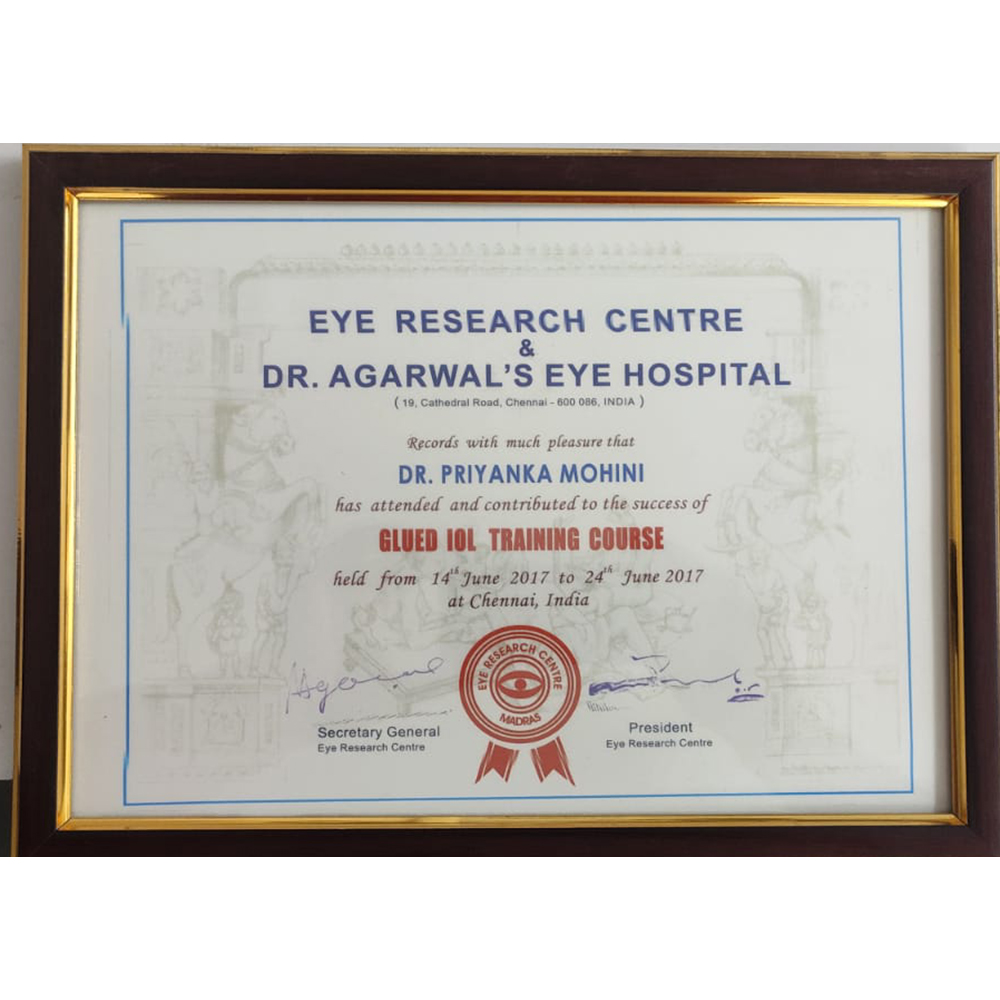 EYE RESEARCH CENTRE
&
DR. AGARWAL'S EYE HOSPITAL
( 19, Cathedral Road, Chennai - 600 086, INDIA )
Records with much pleasure that
DR. PRIYANKA MOHINI
has attended and contributed to the success of
GLUED IOL TRAINING COURSE
held from 14th June 2017 to 24th June 2017
at Chennai, India
EYE RESEARCH CENTRE
MADRAS
Agarwal
Secretary General
Eye Research Centre
President
Eye Research Centre